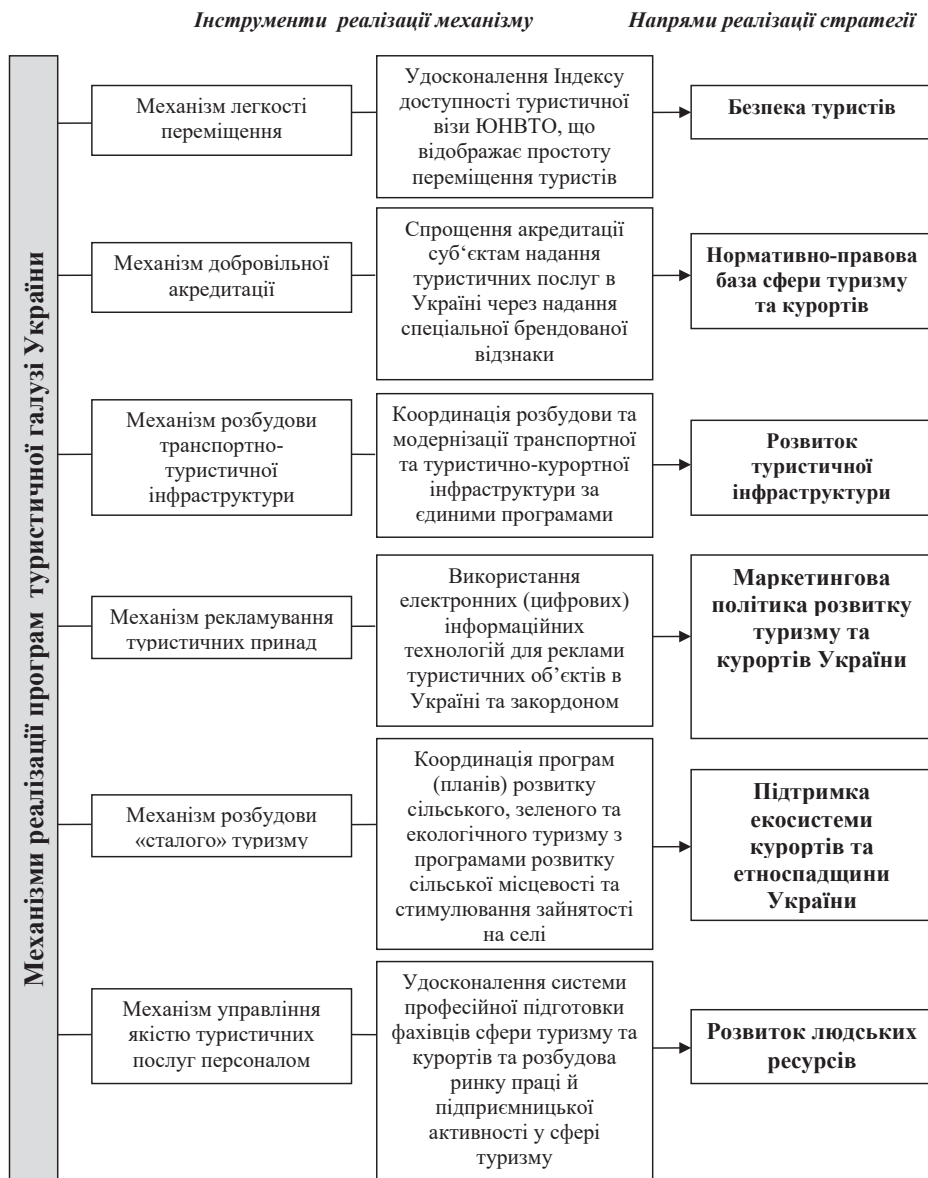 Інструменти реалізації механізму
Напрями реалізації стратегії
Механізми реалізації програм туристичної галузі України
Механізм легкості
переміщення
Удосконалення Індексу
доступності туристичної
візи ЮНВТО, що
відображає простоту
переміщення туристів
Безпека туристів
Механізм добровільної
акредитації
Спрощення акредитації
суб‘єктам надання
туристичних послуг в
Україні через надання
спеціальної брендованої
відзнаки
Нормативно-правова
база сфери туризму
та курортів
Механізм розбудови
транспортно-
туристичної
інфраструктури
Координація розбудови та
модернізації транспортної
та туристично-курортної
інфраструктури за
єдиними програмами
Розвиток
туристичної
інфраструктури
Механізм рекламування
туристичних принад
Використання
електронних (цифрових)
інформаційних
технологій для реклами
туристичних об’єктів в
Україні та закордоном
Маркетингова
політика розвитку
туризму та
курортів України
Механізм розбудови
«сталого» туризму
Координація програм
(планів) розвитку
сільського, зеленого та
екологічного туризму з
програмами розвитку
сільської місцевості та
стимулювання зайнятості
на селі
Підтримка
екосистеми
курортів та
етноспадщини
України
Механізм управління
якістю туристичних
послуг персоналом
Удосконалення системи
професійної підготовки
фахівців сфери туризму та
курортів та розбудова
ринку праці й
підприємницької
активності у сфері
туризму
Розвиток людських
ресурсів